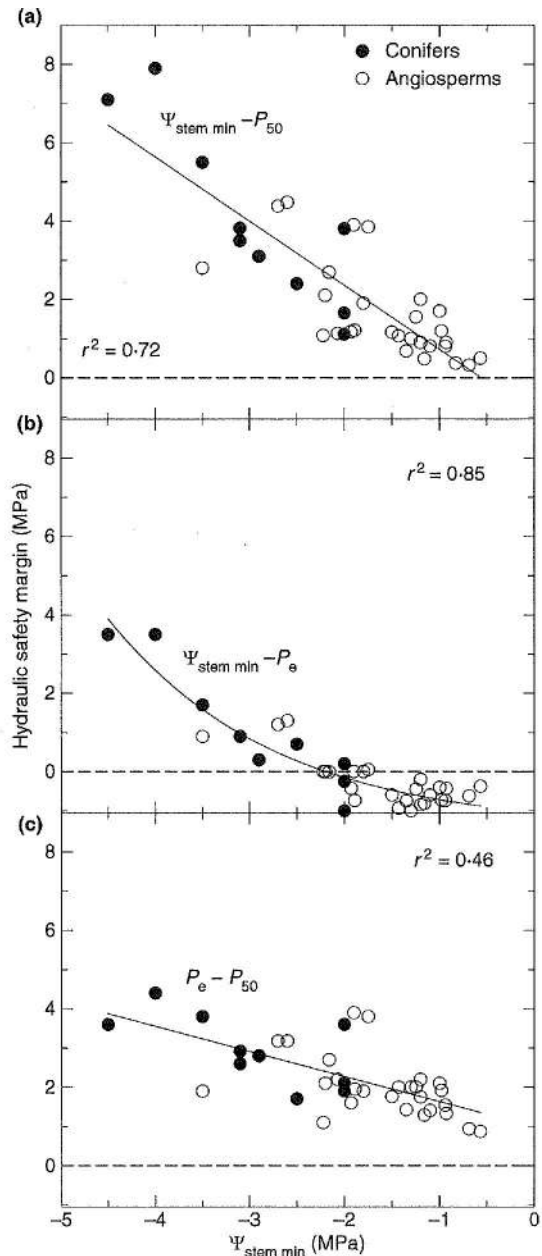 (a)
Conifers
Angiosperms
8
6
4
2
0
Ψstem min – P50
r² = 0·72
(b)
r² = 0·85
8
6
4
2
0
Ψstem min – Pe
Hydraulic safety margin (MPa)
(c)
r² = 0·46
8
6
4
2
0
Pe – P50
–5 –4 –3 –2 –1 0
Ψstem min (MPa)